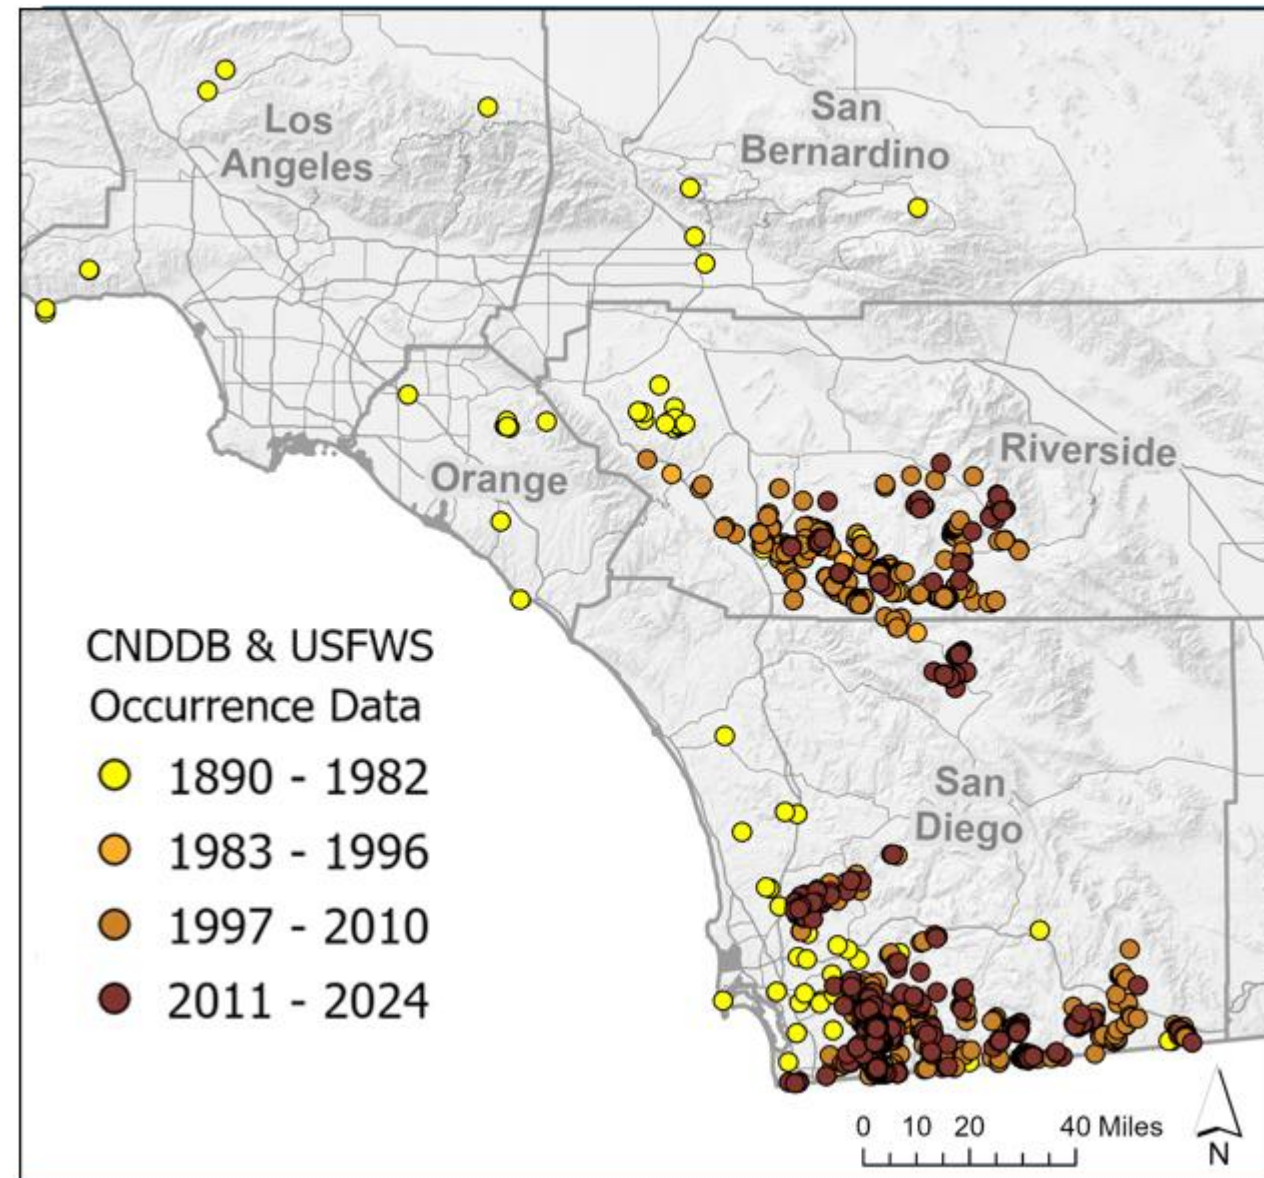 Los
Angeles
San
Bernardino
Riverside
Orange
CNDDB & USFWS
Occurrence Data
1890 - 1982
1983 - 1996
1997 - 2010
2011 - 2024
San
Diego
0 10 20 40 Miles
N